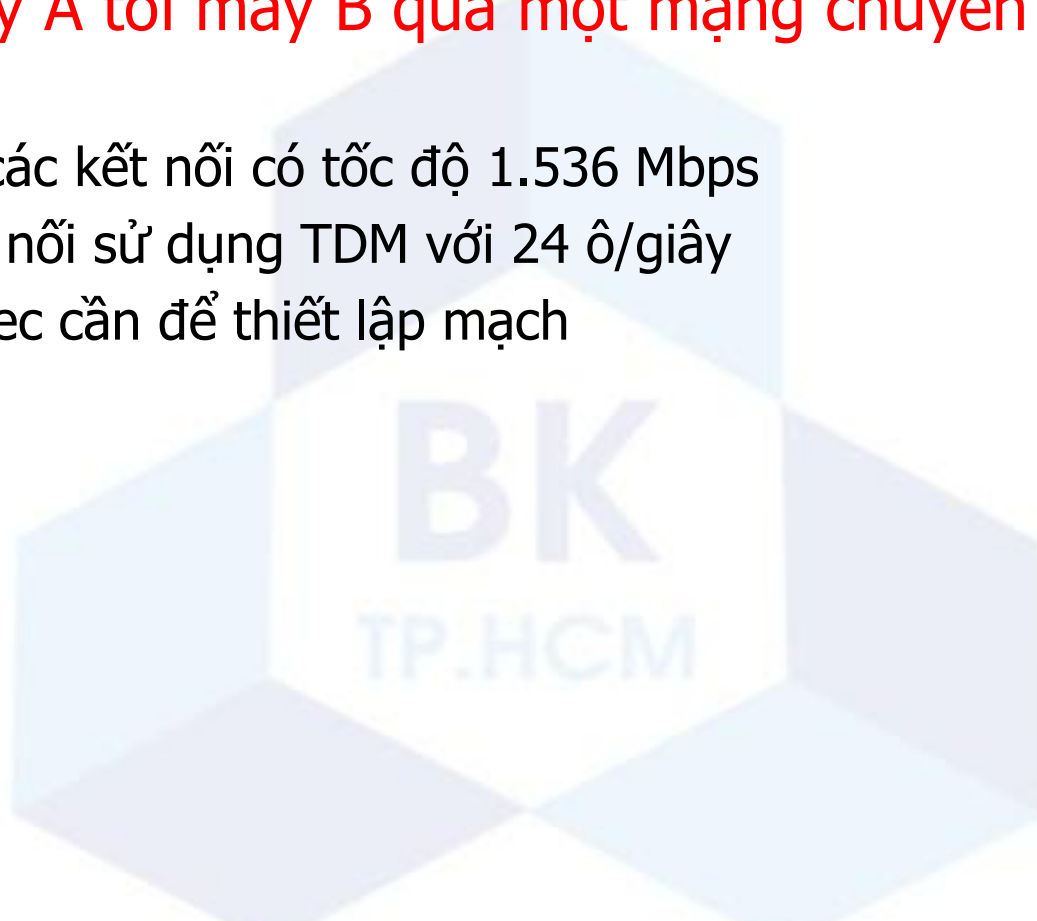 y A tới máy B qua một mạng chuyển
các kết nối có tốc độ 1.536 Mbps
nối sử dụng TDM với 24 ô/giây
ec cần để thiết lập mạch
BK
TP.HCM